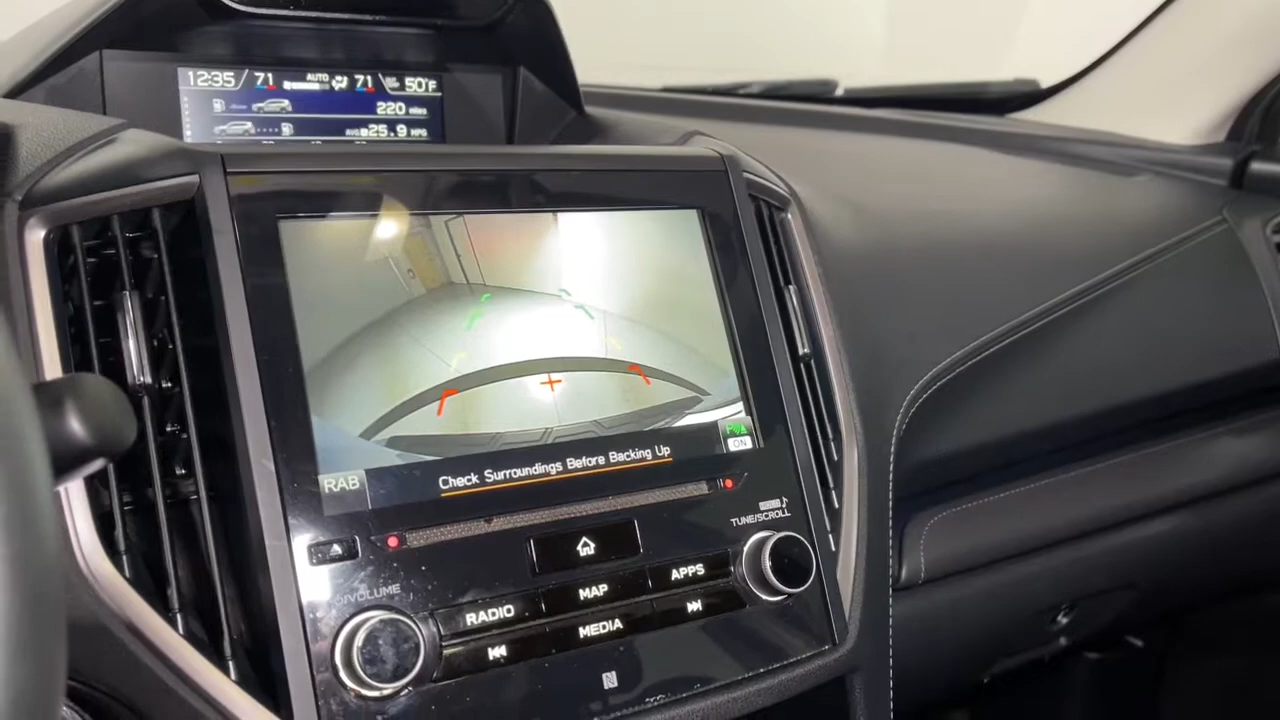 12:35 71 AUTO 71 50°F
220 miles
AVG 25.9 MPG
ON
RAB
Check Surroundings Before Backing Up
TUNE/SCROLL
/VOLUME
RADIO MAP APPS
MEDIA
N